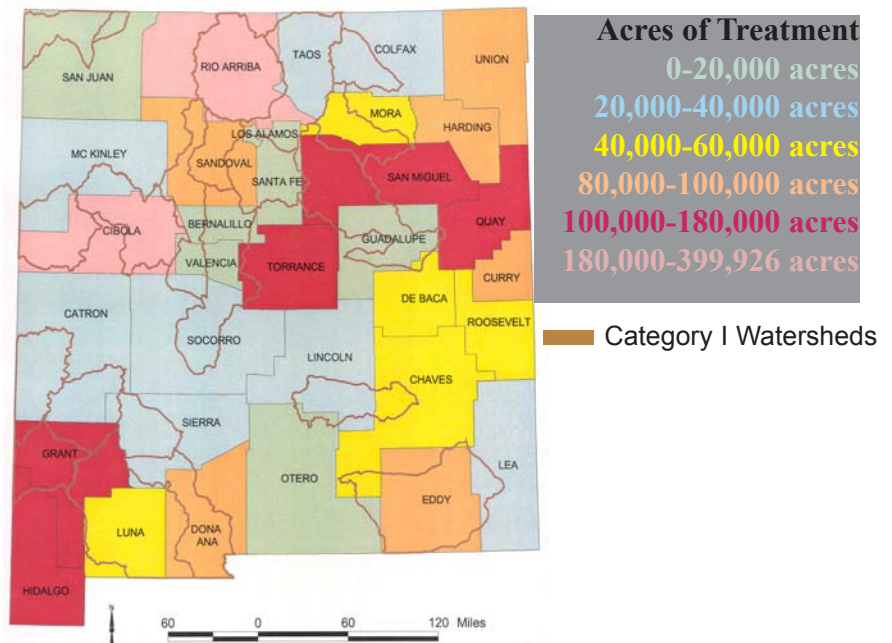 Acres of Treatment
0-20,000 acres
20,000-40,000 acres
40,000-60,000 acres
80,000-100,000 acres
100,000-180,000 acres
180,000-399,926 acres
Category I Watersheds
SAN JUAN
RIO ARRIBA
TAOS
COLFAX
UNION
MORA
HARDING
LOS ALAMOS
MC KINLEY
SANDOVAL
SANTA FE
SAN MIGUEL
QUAY
CIBOLA
BERNALILLO
GUADALUPE
VALENCIA
TORRANCE
CURRY
DE BACA
CATRON
SOCORRO
ROOSEVELT
LINCOLN
CHAVES
SIERRA
GRANT
LEA
OTERO
EDDY
LUNA
DONA
ANA
HIDALGO
N
60 0 60 120 Miles